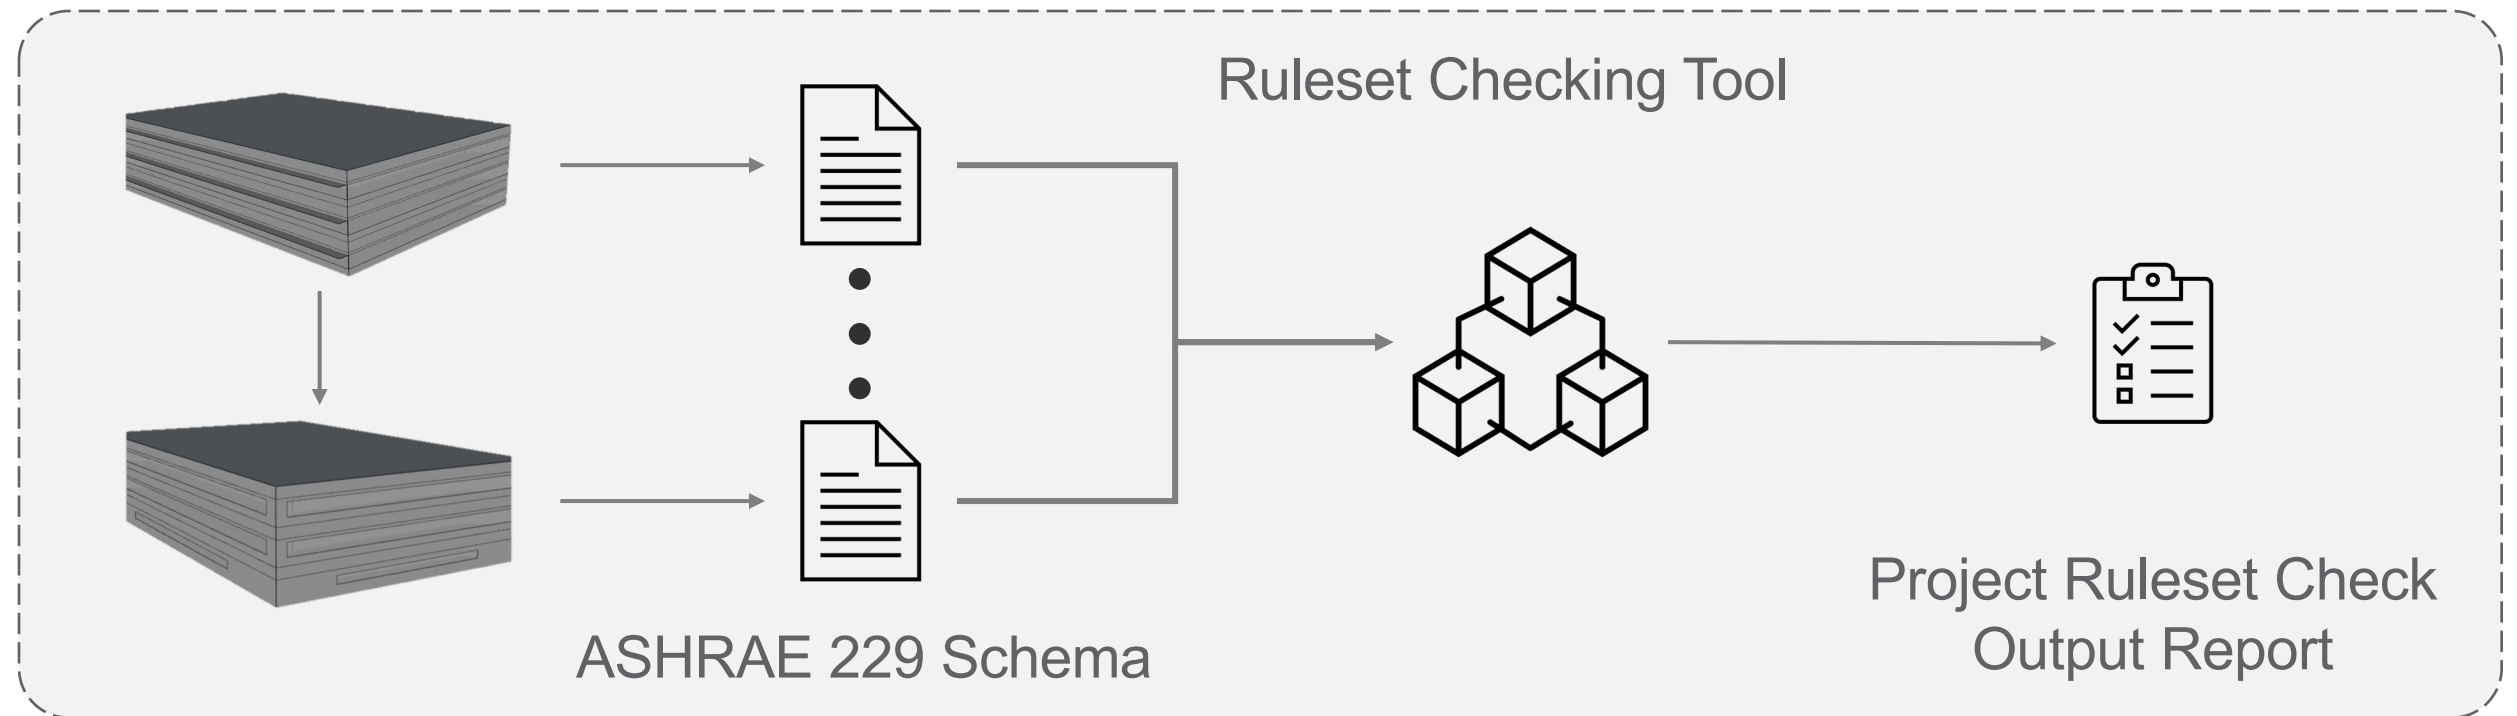 Ruleset Checking Tool
ASHRAE 229 Schema
Project Ruleset Check
Output Report